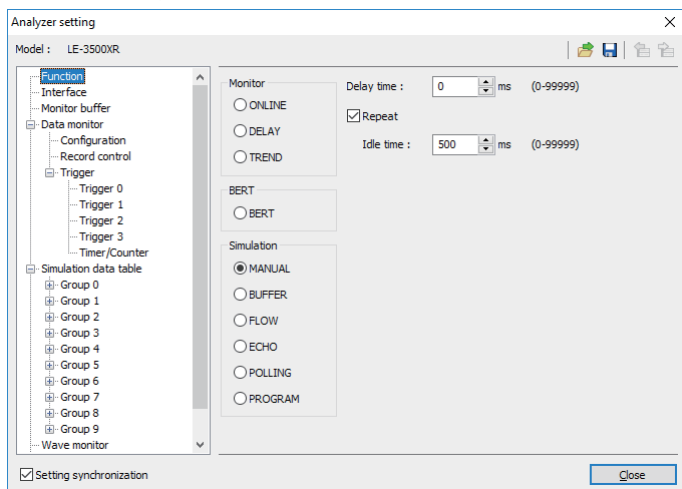 Analyzer setting
Model : LE-3500XR
Function
Interface
Monitor buffer
Data monitor
Configuration
Record control
Trigger
Trigger 0
Trigger 1
Trigger 2
Trigger 3
Timer/Counter
Simulation data table
Group 0
Group 1
Group 2
Group 3
Group 4
Group 5
Group 6
Group 7
Group 8
Group 9
Wave monitor
Monitor
ONLINE
DELAY
TREND
BERT
BERT
Simulation
MANUAL
BUFFER
FLOW
ECHO
POLLING
PROGRAM
Delay time : 0 ms (0-99999)
Repeat
Idle time : 500 ms (0-99999)
Setting synchronization
Close